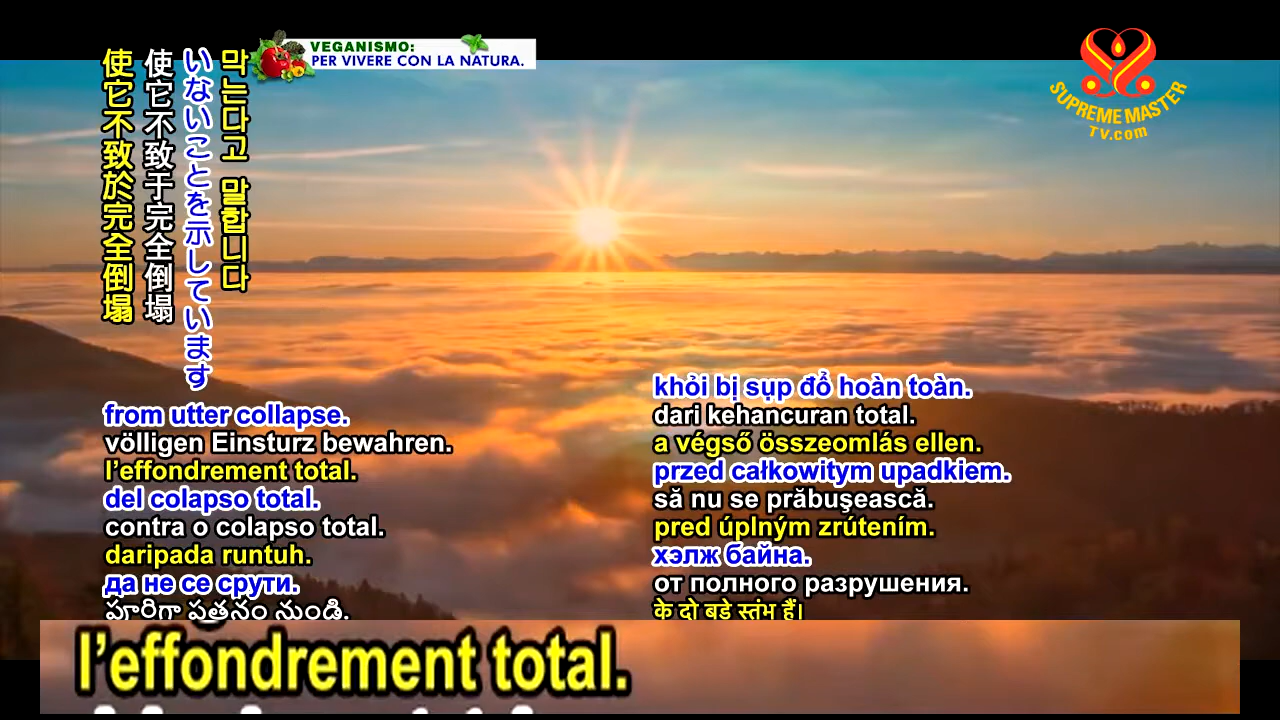 VEGANISMO:
PER VIVERE CON LA NATURA.
SUPREME MASTER
TV.com
막는다고 말합니다
いないことを示しています
使它不致于完全倒塌
使它不致於完全倒塌
from utter collapse.
völligen Einsturz bewahren.
l’effondrement total.
del colapso total.
contra o colapso total.
daripada runtuh.
да не се срути.
పూర్తిగా పతనం నుండి.
khỏi bị sụp đổ hoàn toàn.
dari kehancuran total.
a végső összeomlás ellen.
przed całkowitym upadkiem.
să nu se prăbuşească.
pred úplným zrútením.
хэлж байна.
от полного разрушения.
के दो बड़े स्तंभ हैं।
l’effondrement total.